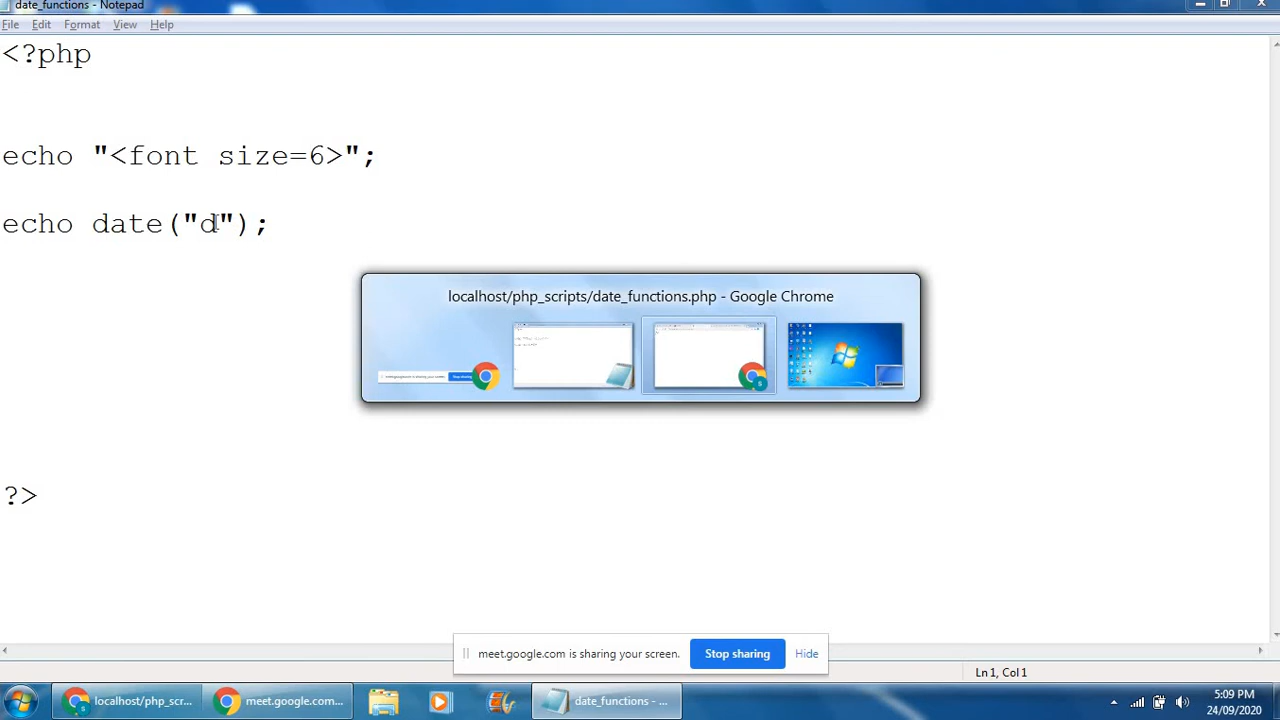 date_functions - Notepad
File Edit Format View Help
<?php
echo "<font size=6>";
echo date("d");
localhost/php_scripts/date_functions.php - Google Chrome
?>
meet.google.com is sharing your screen. Stop sharing Hide
Ln 1, Col 1
localhost/php_scr... meet.google.com... date_functions - ... 5:09 PM
24/09/2020